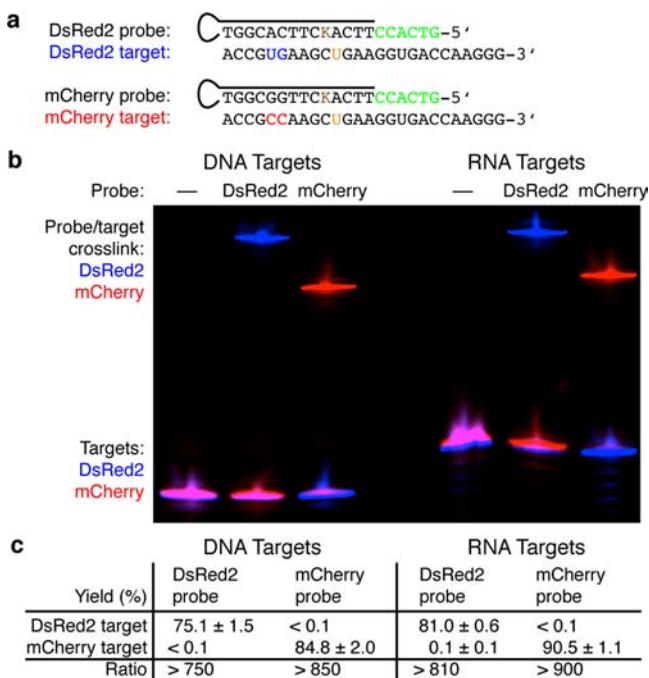 a
DsRed2 probe: TGGCACTTCKACTTCCACTG-5‘
DsRed2 target: ACCGUGAAGCUGAAGGUGACCAAGGG-3‘
mCherry probe: TGGCGGTTCKACTTCCACTG-5‘
mCherry target: ACCGCCAAGCUGAAGGUGACCAAGGG-3‘
b
DNA Targets RNA Targets
Probe: — DsRed2 mCherry — DsRed2 mCherry
Probe/target
crosslink:
DsRed2
mCherry
Targets:
DsRed2
mCherry
c
DNA Targets RNA Targets
Yield (%) DsRed2 probe mCherry probe DsRed2 probe mCherry probe
DsRed2 target 75.1 ± 1.5 < 0.1 81.0 ± 0.6 < 0.1
mCherry target < 0.1 84.8 ± 2.0 0.1 ± 0.1 90.5 ± 1.1
Ratio > 750 > 850 > 810 > 900